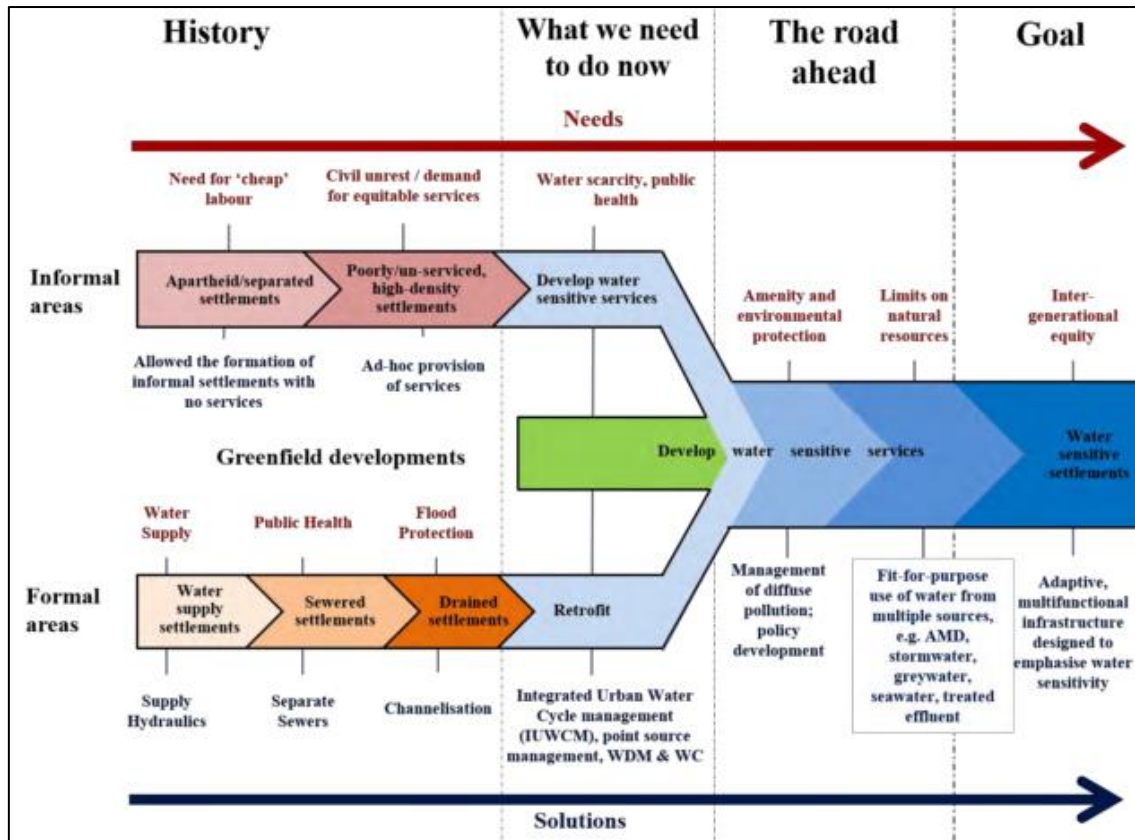 History
What we need
to do now
The road
ahead
Goal
Needs
Need for ‘cheap’
labour
Civil unrest / demand
for equitable services
Water scarcity, public
health
Informal
areas
Apartheid/separated
settlements
Poorly/un-serviced,
high-density
settlements
Develop water
sensitive services
Allowed the formation of
informal settlements with
no services
Ad-hoc provision
of services
Amenity and
environmental
protection
Limits on
natural
resources
Inter-
generational
equity
Greenfield developments
Develop water sensitive services
Water
sensitive
settlements
Water
Supply
Public Health
Flood
Protection
Formal
areas
Water
supply
settlements
Sewered
settlements
Drained
settlements
Retrofit
Supply
Hydraulics
Separate
Sewers
Channelisation
Integrated Urban Water
Cycle management
(IUWCM), point source
management, WDM & WC
Management
of diffuse
pollution;
policy
development
Fit-for-purpose
use of water from
multiple sources,
e.g. AMD,
stormwater,
greywater,
seawater, treated
effluent
Adaptive,
multifunctional
infrastructure
designed to
emphasise water
sensitivity
Solutions